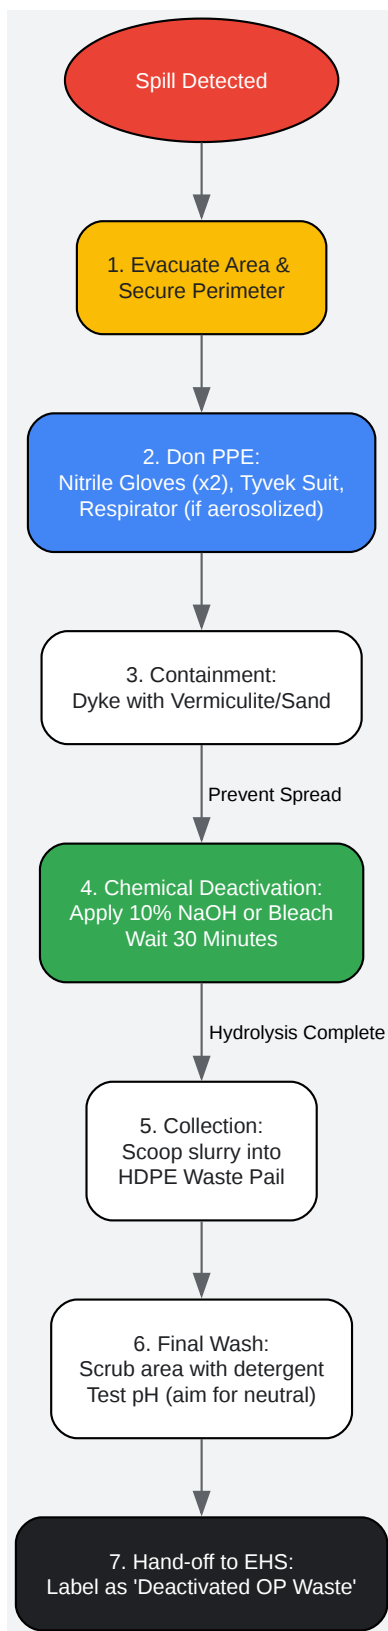 Spill Detected
1. Evacuate Area &
Secure Perimeter
2. Don PPE:
Nitrile Gloves (x2), Tyvek Suit,
Respirator (if aerosolized)
3. Containment:
Dyke with Vermiculite/Sand
Prevent Spread
4. Chemical Deactivation:
Apply 10% NaOH or Bleach
Wait 30 Minutes
Hydrolysis Complete
5. Collection:
Scoop slurry into
HDPE Waste Pail
6. Final Wash:
Scrub area with detergent
Test pH (aim for neutral)
7. Hand-off to EHS:
Label as 'Deactivated OP Waste'